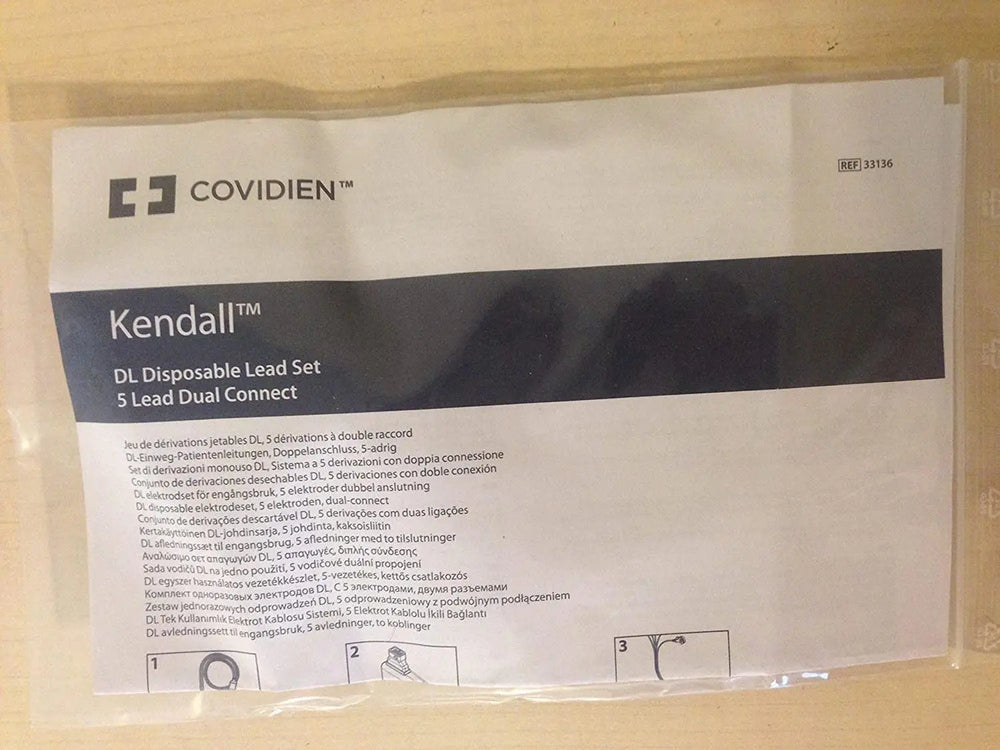 COVIDIEN™
REF 33136
Kendall™
DL Disposable Lead Set
5 Lead Dual Connect
Jeu de dérivations jetables DL, 5 dérivations à double raccord
DL-Einweg-Patientenleitungen, Doppelanschluss, 5-adrig
Set di derivazioni monouso DL, Sistema a 5 derivazioni con doppia connessione
Conjunto de derivaciones desechables DL, 5 derivaciones con doble conexión
DL elektrodset för engångsbruk, 5 elektroder dubbel anslutning
DL disposable elektrodeset, 5 elektroden, dual-connect
Conjunto de derivações descartável DL, 5 derivações com duas ligações
Kertakäyttöinen DL-johdinsarja, 5 johdinta, kaksoisliitin
DL afledningssæt til engangsbrug, 5 afledninger med to tilslutninger
Αναλώσιμο σετ απαγωγών DL, 5 απαγωγές, διπλής σύνδεσης
Sada vodičů DL na jedno použití, 5 vodičové duální propojení
DL egyszer használatos vezetékkészlet, 5-vezetékes, kettős csatlakozós
Комплект одноразовых электродов DL, С 5 электродами, двумя разъемами
Zestaw jednorazowych odprowadzeń DL, 5 odprowadzeniowy z podwójnym podłączeniem
DL Tek Kullanımlık Elektrot Kablosu Sistemi, 5 Elektrot Kablolu İkili Bağlantı
DL avledningssett til engangsbruk, 5 avledninger, to koblinger
1
2
3